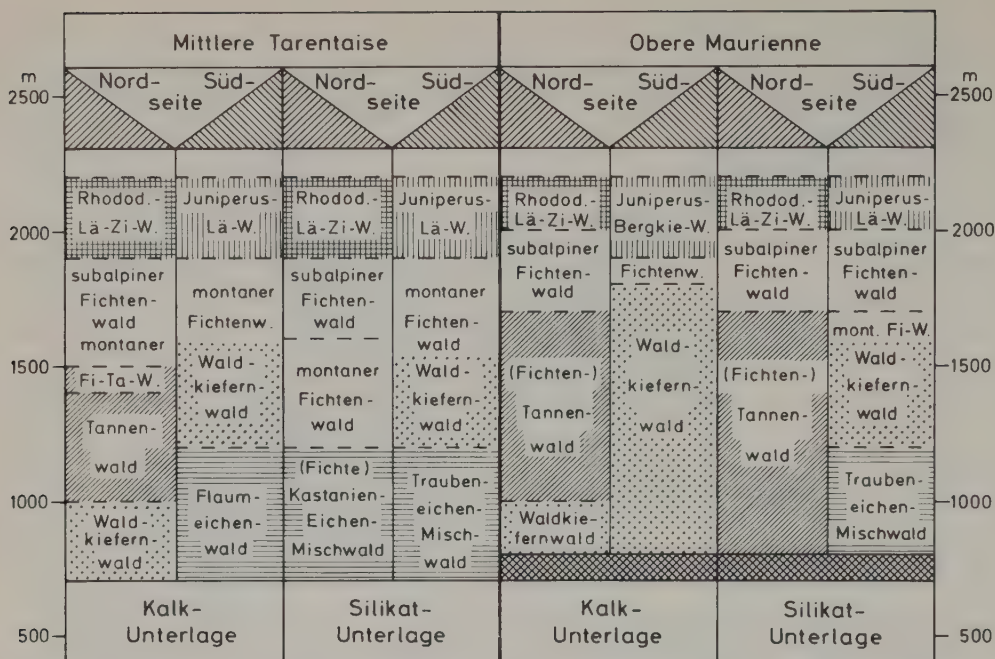 Mittlere Tarentaise
Obere Maurienne
m
2500
2000
1500
1000
500
Nord- Süd-
seite
Nord- Süd-
seite
Nord- Süd-
seite
Nord- Süd-
seite
m
2500
2000
1500
1000
500
Rhodod.-
Lä-Zi-W.
subalpiner
Fichten-
wald
montaner
Fi-Ta-W.
Tannen-
wald
Waldkie-
kiefern-
wald
Juniperus-
Lä-W.
montaner
Fichtenw.
Wald-
kiefern-
wald
Flaum-
eichen-
wald
Rhodod.-
Lä-Zi-W.
subalpiner
Fichten-
wald
montaner
Fichten-
wald
(Fichte)
Kastanien-
Eichen-
Mischwald
Juniperus-
Lä-W.
montaner
Fichten-
wald
Wald-
kiefern-
wald
Trauben-
eichen-
Misch-
wald
Rhodod.-
Lä-Zi-W.
subalpiner
Fichten-
wald
(Fichten-)
Tannen-
wald
Waldkie-
fernwald
Juniperus-
Bergkie-W.
Fichtenw.
Wald-
kiefern-
wald
Rhodod.-
Lä-Zi-W.
subalpiner
Fichten-
wald
(Fichten-)
Tannen-
wald
Juniperus-
Lä-W.
subalpiner
Fichten-
wald
mont. Fi-W.
Wald-
kiefern-
wald
Trauben-
eichen-
Mischwald
Kalk-
Unterlage
Silikat-
Unterlage
Kalk-
Unterlage
Silikat-
Unterlage